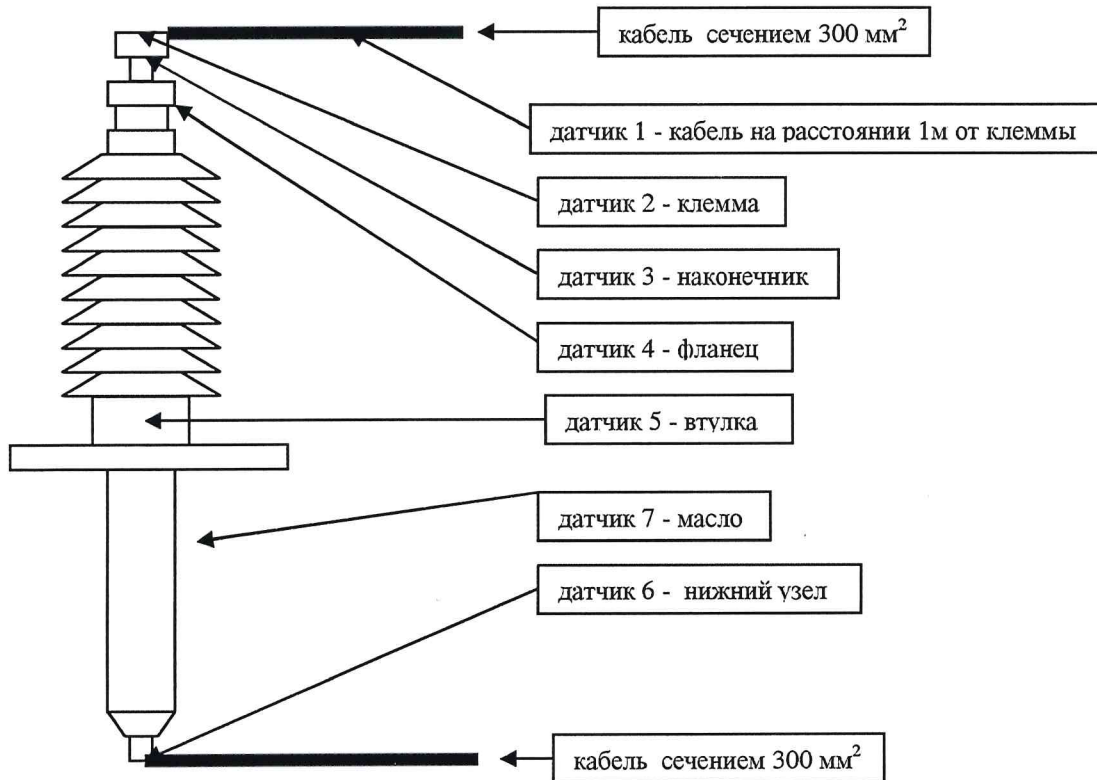 кабель сечением 300 мм²
датчик 1 - кабель на расстоянии 1м от клеммы
датчик 2 - клемма
датчик 3 - наконечник
датчик 4 - фланец
датчик 5 - втулка
датчик 7 - масло
датчик 6 - нижний узел
кабель сечением 300 мм²